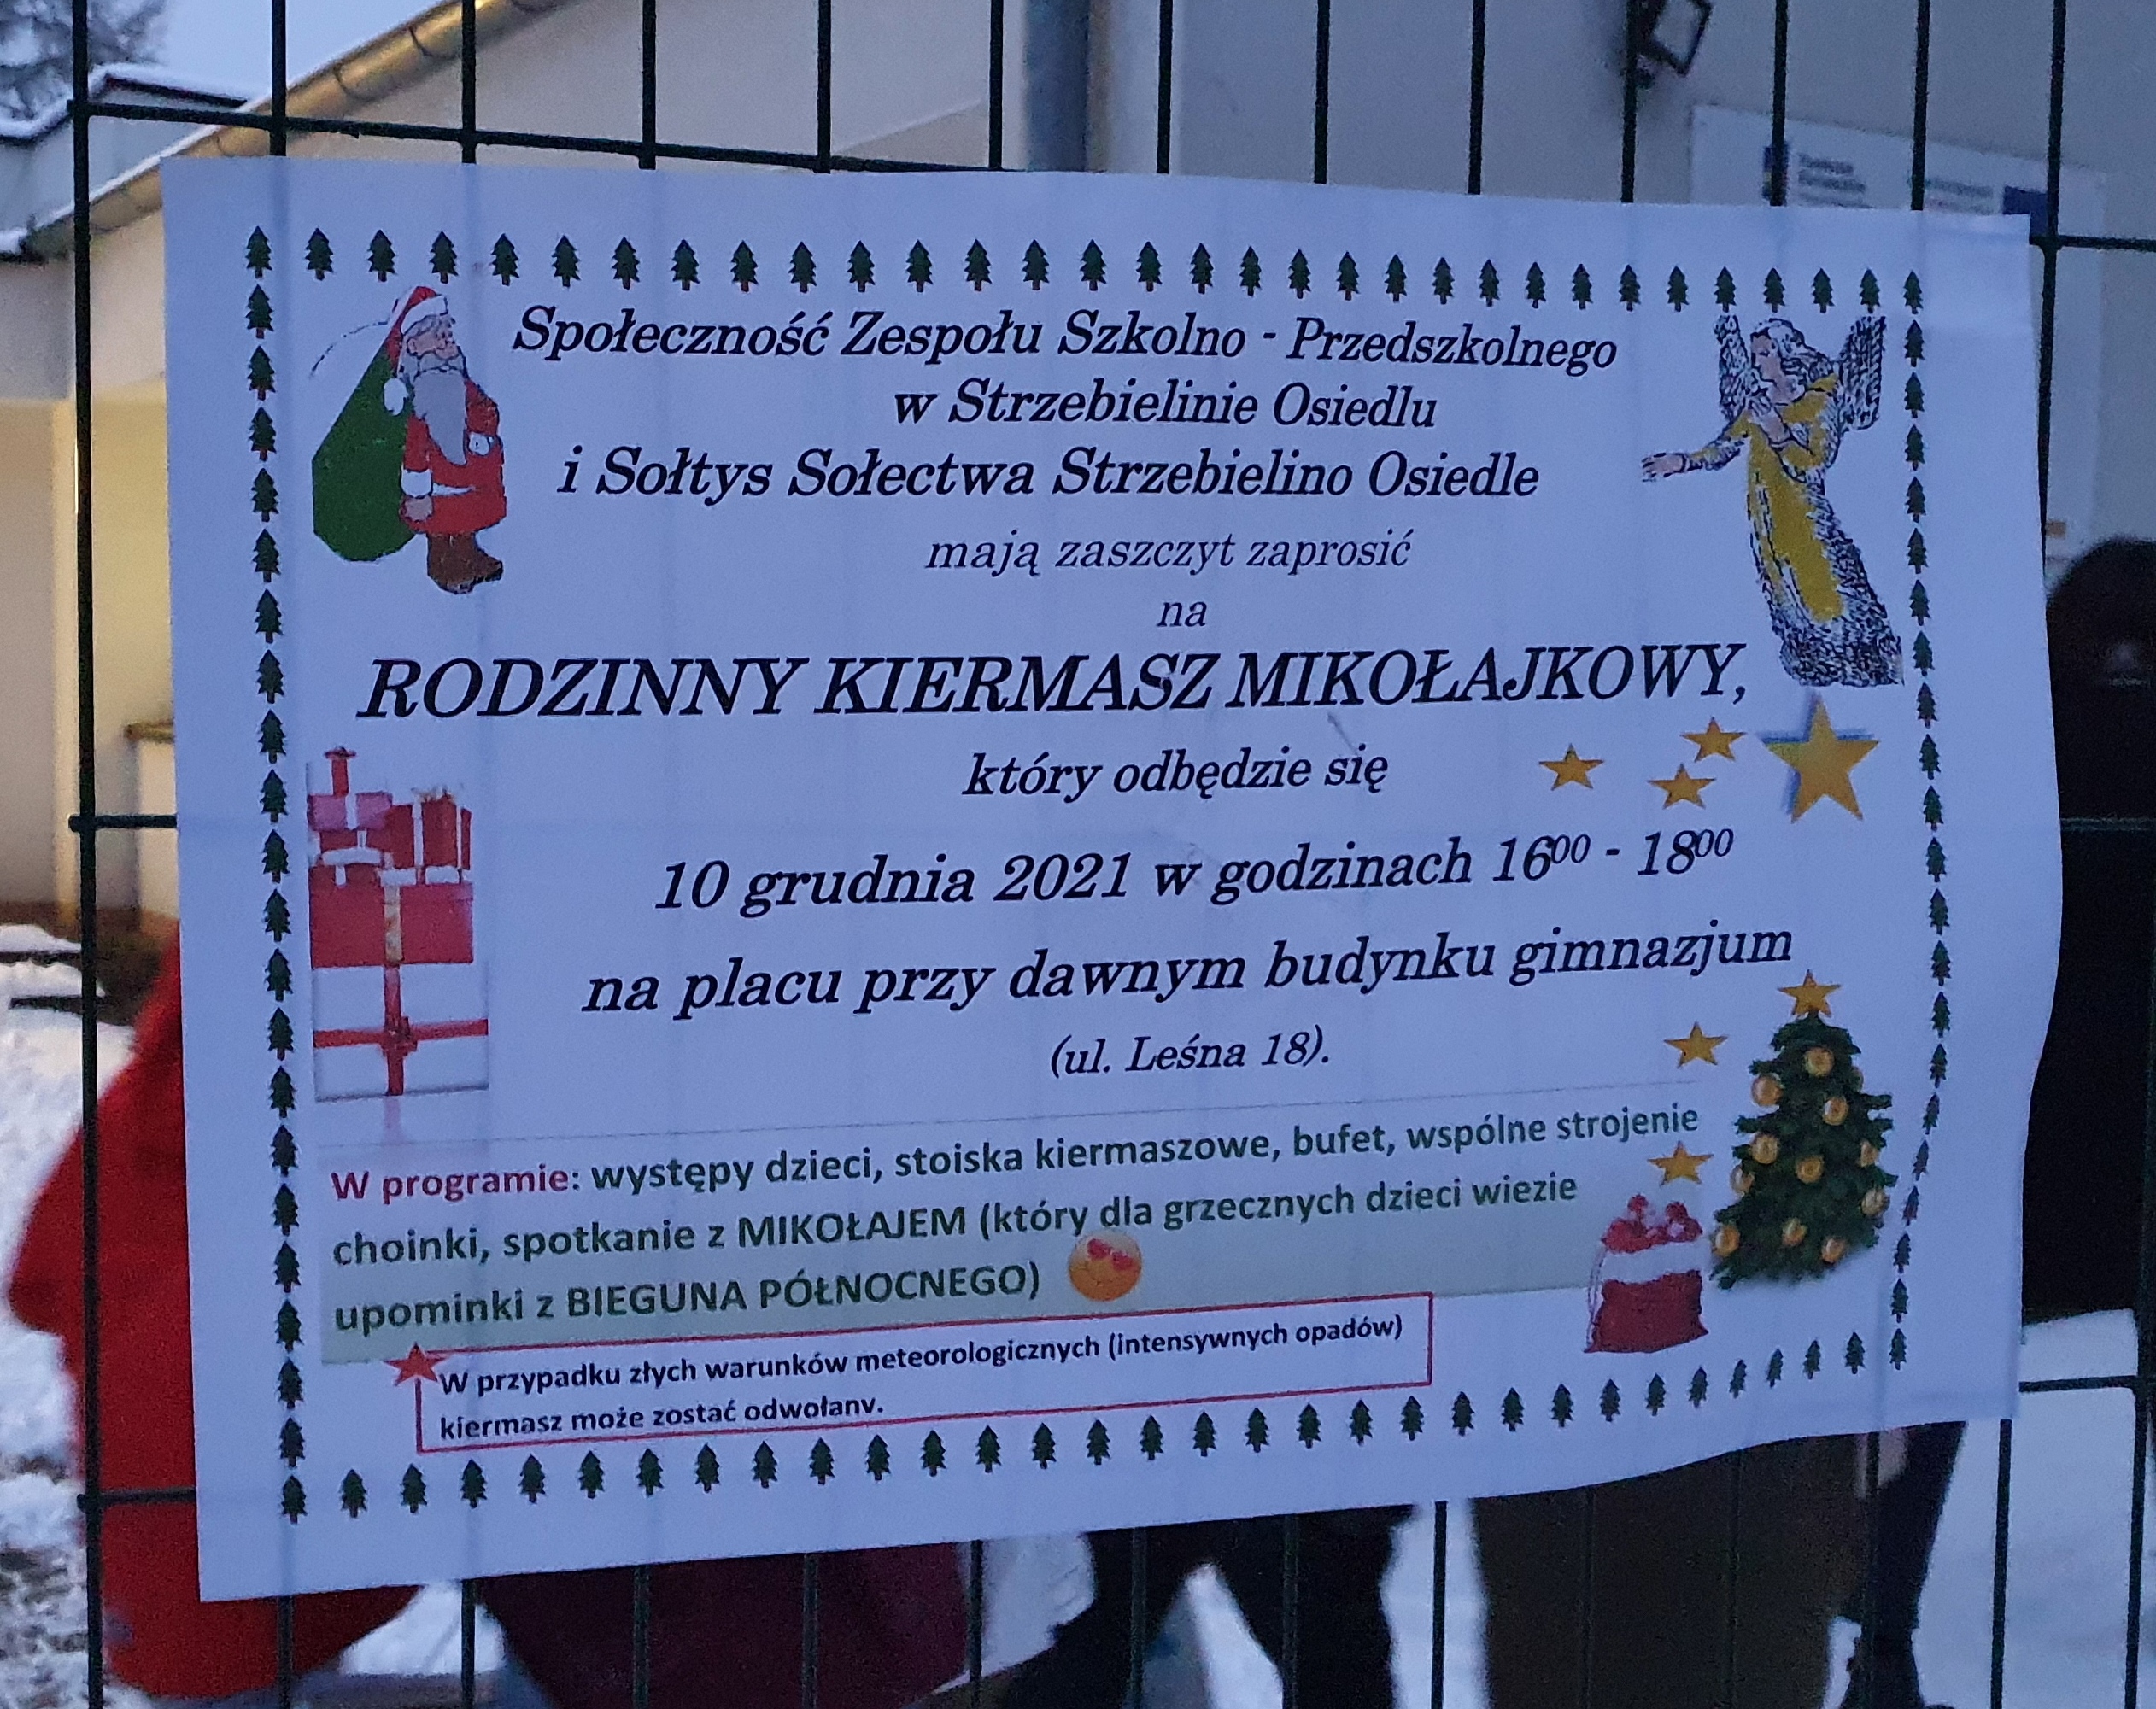 Społeczność Zespołu Szkolno - Przedszkolnego
w Strzebielinie Osiedlu
i Sołtys Sołectwa Strzebielino Osiedle
mają zaszczyt zaprosić
na
RODZINNY KIERMASZ MIKOŁAJKOWY,
który odbędzie się
10 grudnia 2021 w godzinach 16⁰⁰ - 18⁰⁰
na placu przy dawnym budynku gimnazjum
(ul. Leśna 18).
W programie: występy dzieci, stoiska kiermaszowe, bufet, wspólne strojenie
choinki, spotkanie z MIKOŁAJEM (który dla grzecznych dzieci wiezie
upominki z BIEGUNA PÓŁNOCNEGO)
W przypadku złych warunków meteorologicznych (intensywnych opadów)
kiermasz może zostać odwołany.